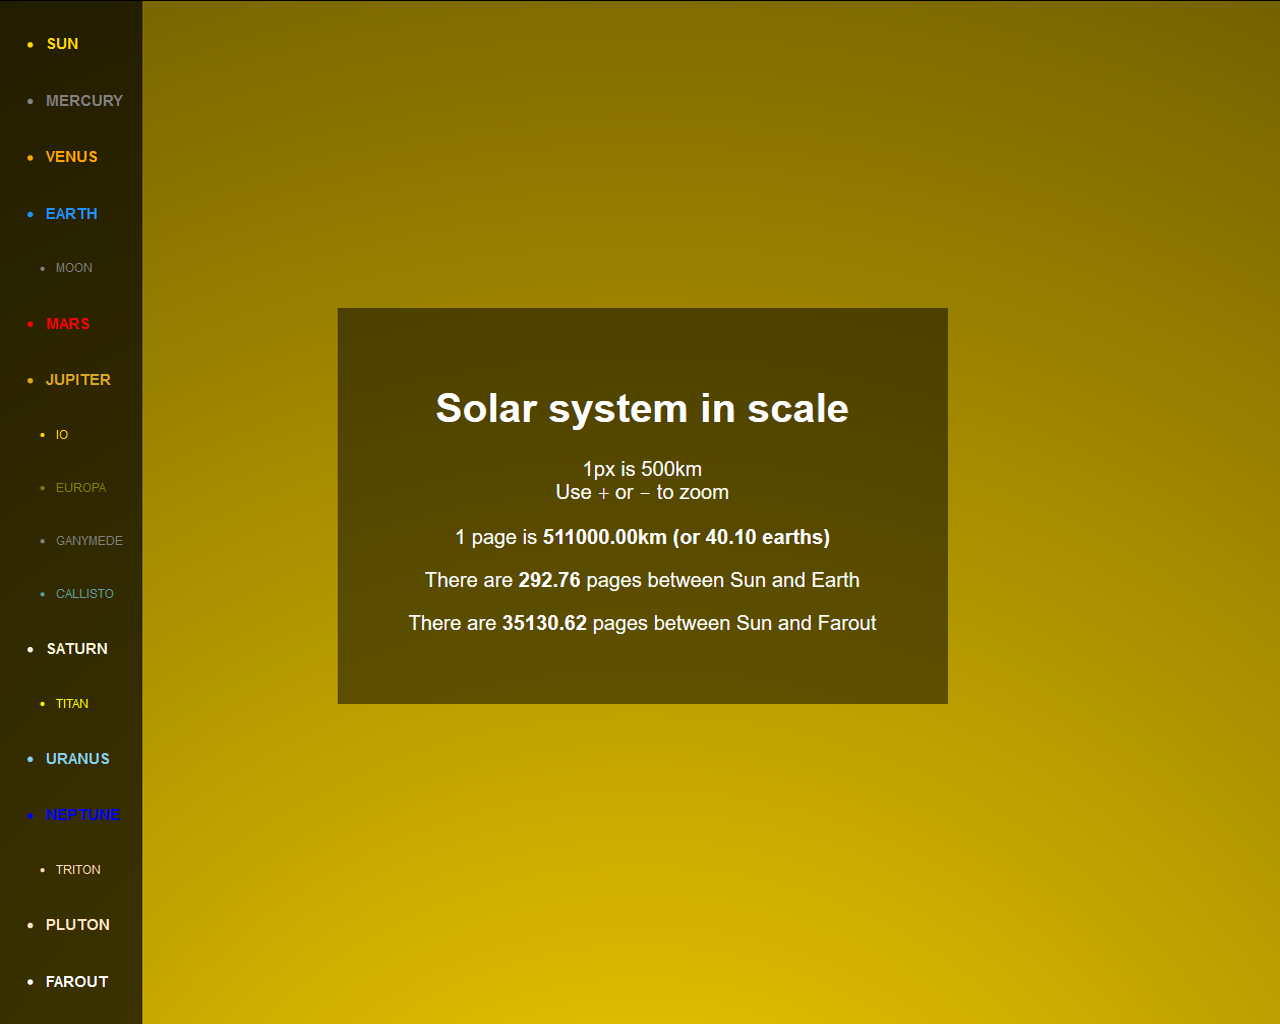 SUN
MERCURY
VENUS
EARTH
MOON
MARS
JUPITER
IO
EUROPA
GANYMEDE
CALLISTO
SATURN
TITAN
URANUS
NEPTUNE
TRITON
PLUTON
FAROUT
Solar system in scale
1px is 500km
Use + or − to zoom
1 page is 511000.00km (or 40.10 earths)
There are 292.76 pages between Sun and Earth
There are 35130.62 pages between Sun and Farout